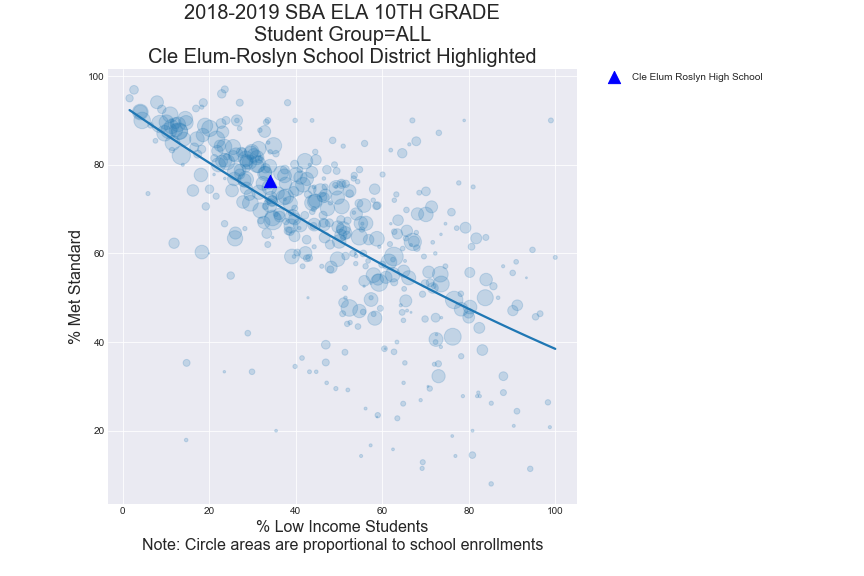 2018-2019 SBA ELA 10TH GRADE
Student Group=ALL
Cle Elum-Roslyn School District Highlighted
Cle Elum Roslyn High School
% Met Standard
100
80
60
40
20
0 20 40 60 80 100
% Low Income Students
Note: Circle areas are proportional to school enrollments